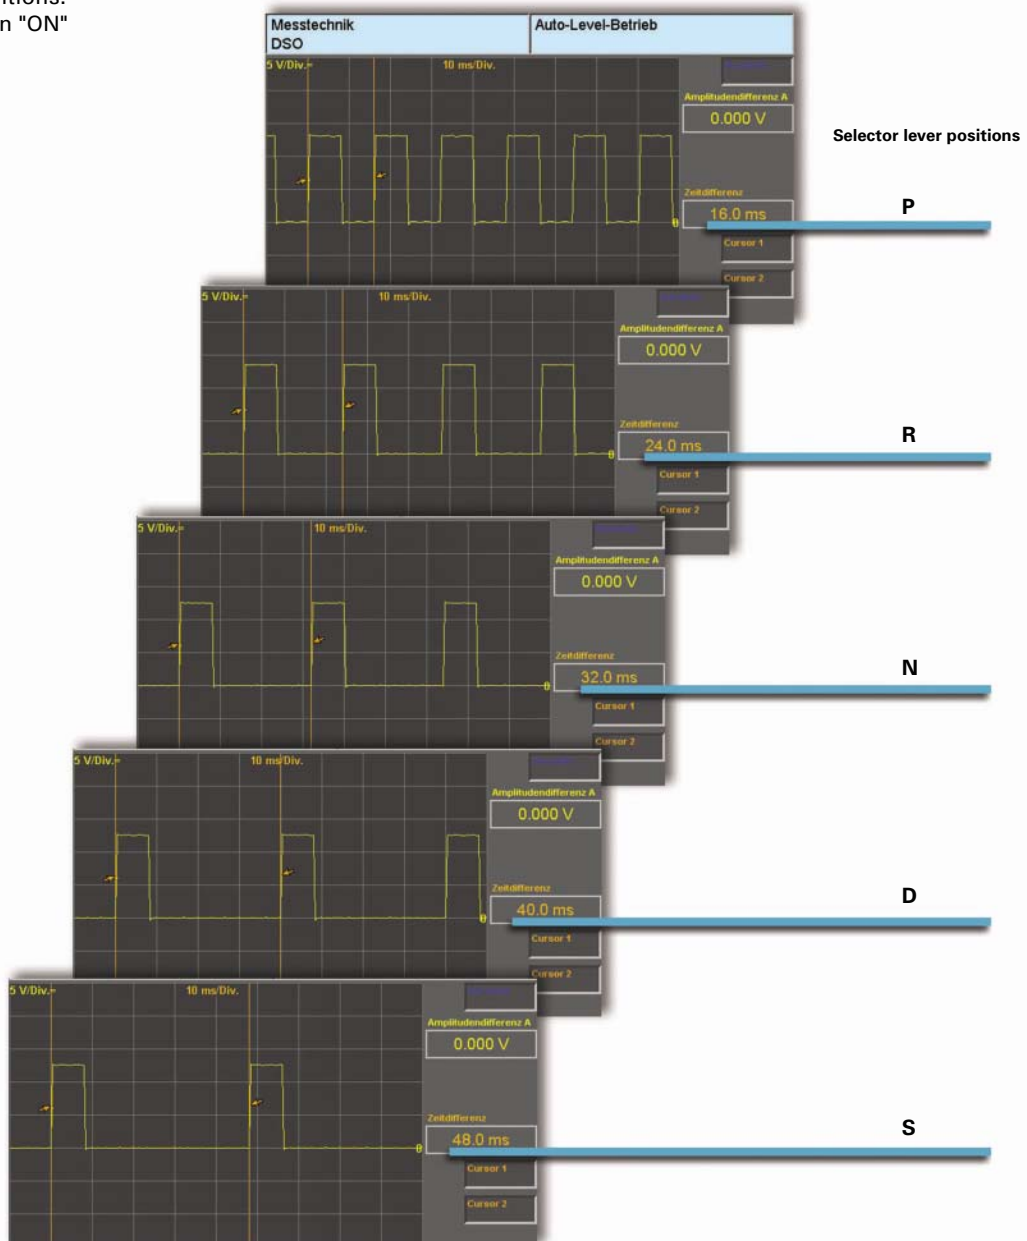 itions.
n "ON"
Messtechnik
DSO
Auto-Level-Betrieb
5 V/Div.=
10 ms/Div.
Amplitudendifferenz A
0.000 V
Selector lever positions
Zeitdifferenz
16.0 ms
P
Cursor 1
Cursor 2
5 V/Div.=
10 ms/Div.
Amplitudendifferenz A
0.000 V
Zeitdifferenz
24.0 ms
R
Cursor 1
Cursor 2
5 V/Div.=
10 ms/Div.
Amplitudendifferenz A
0.000 V
Zeitdifferenz
32.0 ms
N
Cursor 1
Cursor 2
5 V/Div.=
10 ms/Div.
Amplitudendifferenz A
0.000 V
Zeitdifferenz
40.0 ms
D
Cursor 1
Cursor 2
5 V/Div.=
10 ms/Div.
Amplitudendifferenz A
0.000 V
Zeitdifferenz
48.0 ms
S
Cursor 1
Cursor 2